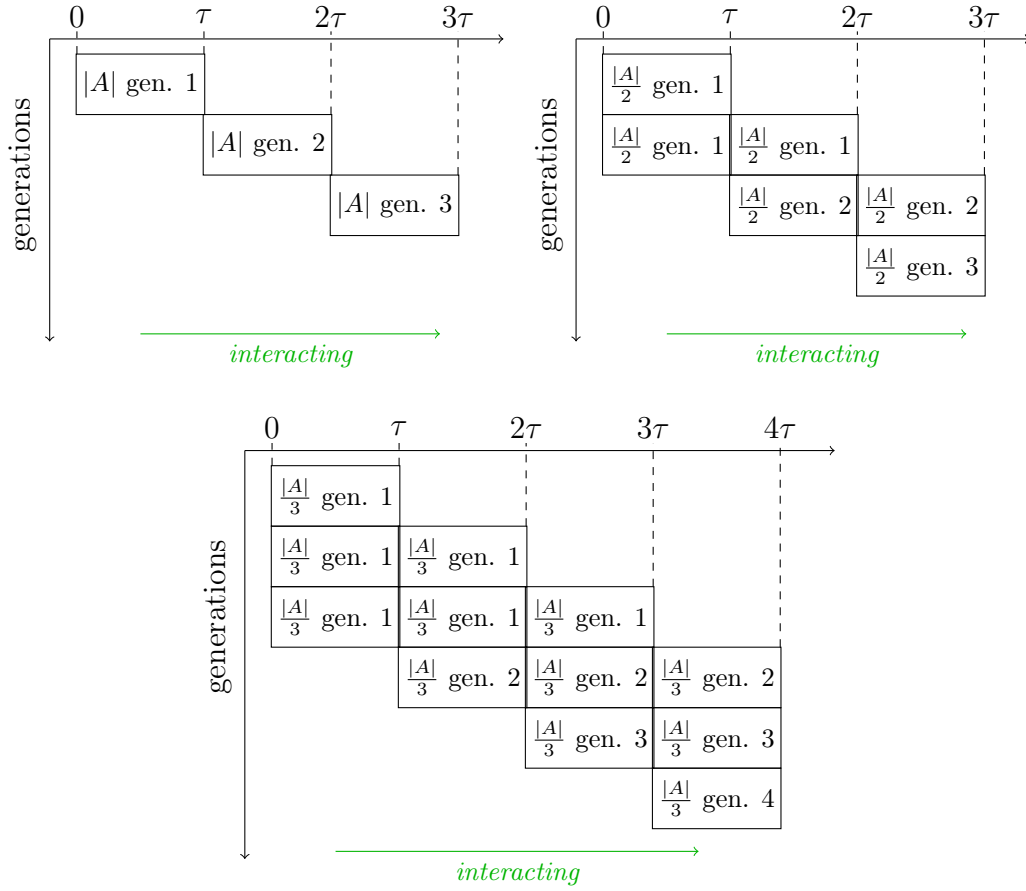 0 τ 2τ 3τ
|A| gen. 1
|A| gen. 2
|A| gen. 3
generations
interacting
0 τ 2τ 3τ
|A|/2 gen. 1
|A|/2 gen. 1 |A|/2 gen. 1
|A|/2 gen. 2 |A|/2 gen. 2
|A|/2 gen. 3
generations
interacting
0 τ 2τ 3τ 4τ
|A|/3 gen. 1
|A|/3 gen. 1 |A|/3 gen. 1
|A|/3 gen. 1 |A|/3 gen. 1 |A|/3 gen. 1
|A|/3 gen. 2 |A|/3 gen. 2 |A|/3 gen. 2
|A|/3 gen. 3 |A|/3 gen. 3
|A|/3 gen. 4
generations
interacting